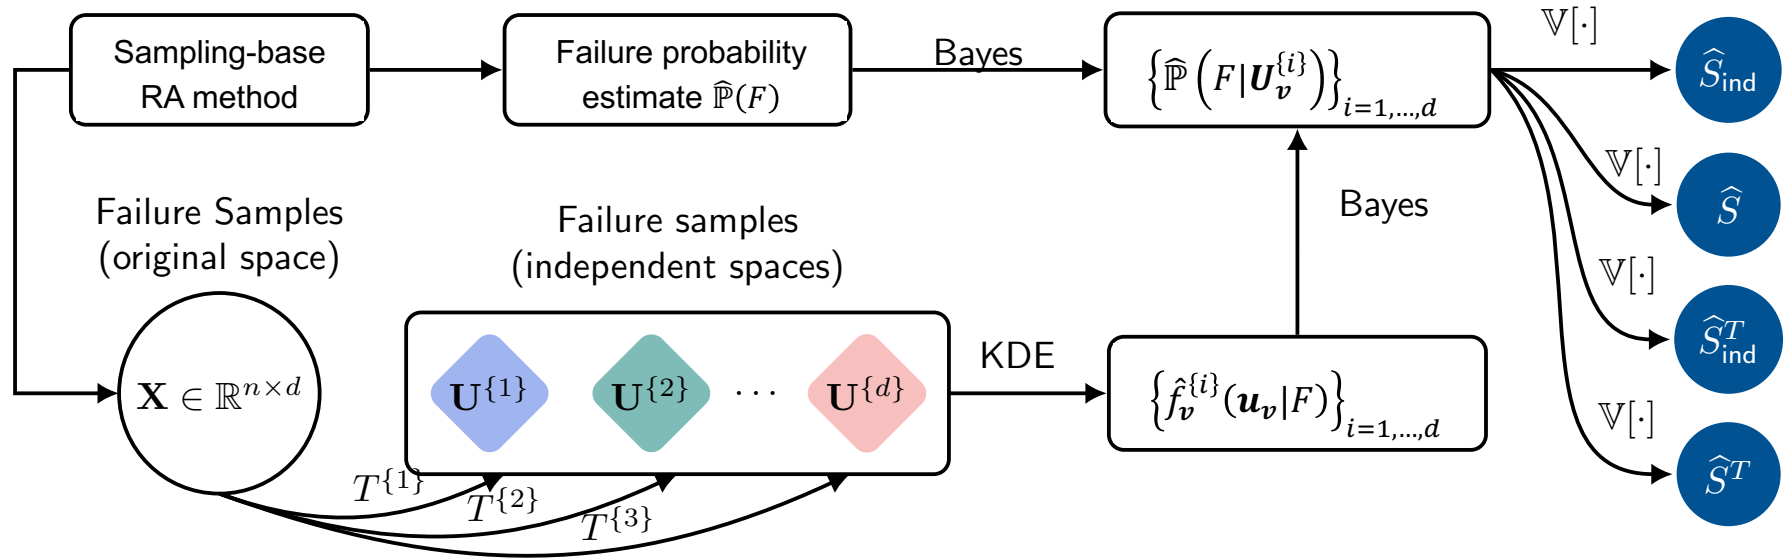 Sampling-base
RA method
Failure probability
estimate ℙ̂(F)
Bayes
{ℙ̂(F|U_v^{i})}_{i=1,...,d}
𝕍[·]
Ŝ_ind
𝕍[·]
Ŝ
𝕍[·]
Ŝ^T_ind
𝕍[·]
Ŝ^T
Failure Samples
(original space)
Failure samples
(independent spaces)
Bayes
X ∈ ℝ^{n×d}
U^{1}
U^{2}
···
U^{d}
KDE
{f̂_v^{i}(u_v|F)}_{i=1,...,d}
T^{1}
T^{2}
T^{3}